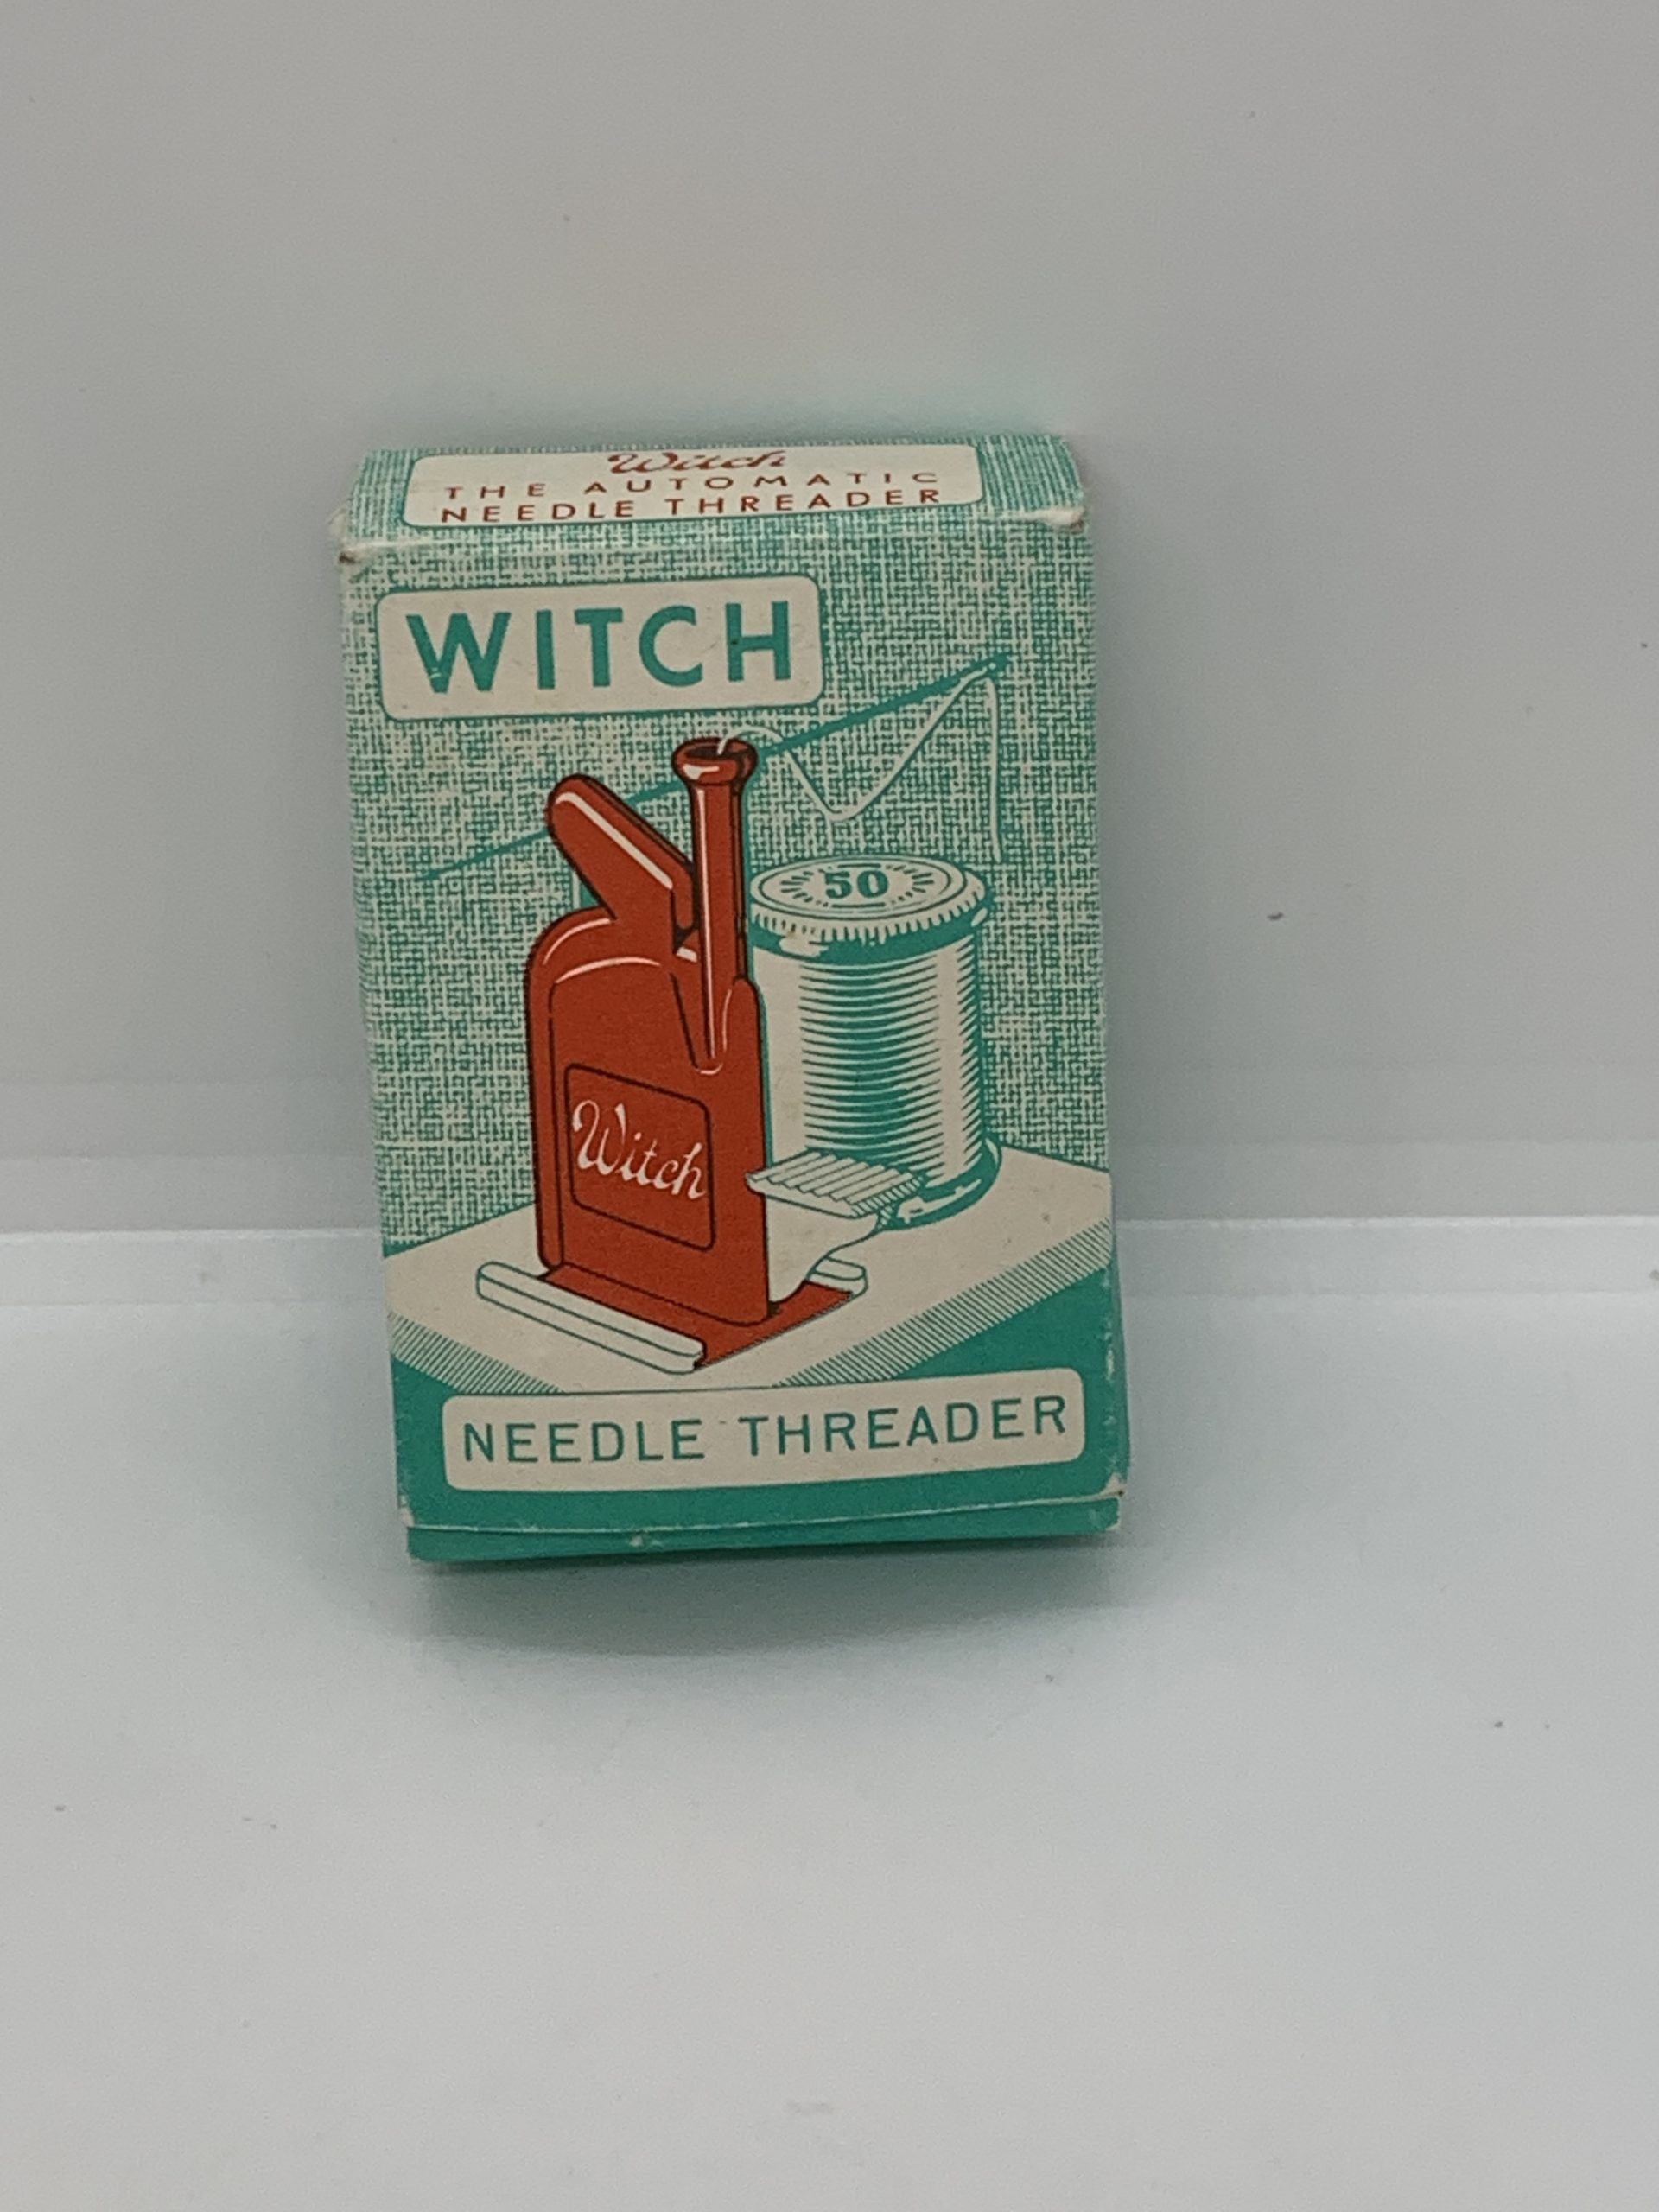 Witch
THE AUTOMATIC
NEEDLE THREADER
WITCH
50
Witch
NEEDLE THREADER